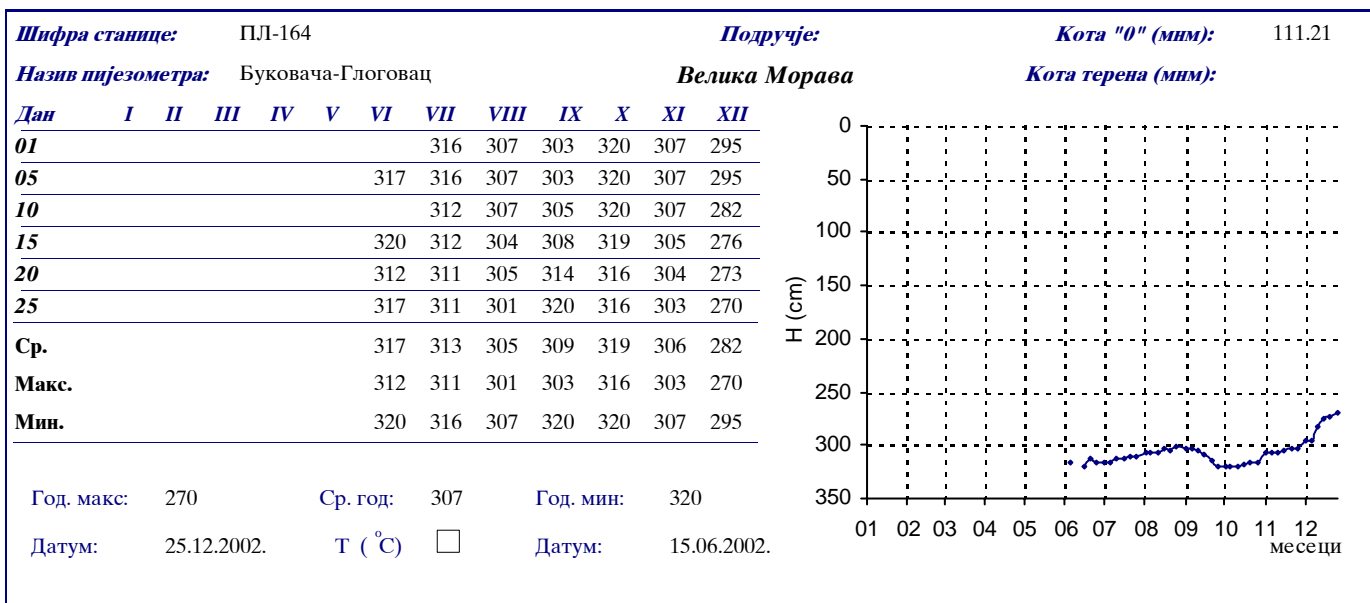 Шифра станице: ПЛ-164 Подручје: Кота "0" (мнм): 111.21
Назив пијезометра: Буковача-Глоговац Велика Морава Кота терена (мнм):
Дан I II III IV V VI VII VIII IX X XI XII
01 316 307 303 320 307 295
05 317 316 307 303 320 307 295
10 312 307 305 320 307 282
15 320 312 304 308 319 305 276
20 312 311 305 314 316 304 273
25 317 311 301 320 316 303 270
Ср. 317 313 305 309 319 306 282
Макс. 312 311 301 303 316 303 270
Мин. 320 316 307 320 320 307 295
Год. макс: 270 Ср. год: 307 Год. мин: 320
Датум: 25.12.2002. Т ( °C) Датум: 15.06.2002.
H (cm)
0
50
100
150
200
250
300
350
01 02 03 04 05 06 07 08 09 10 11 12
месеци